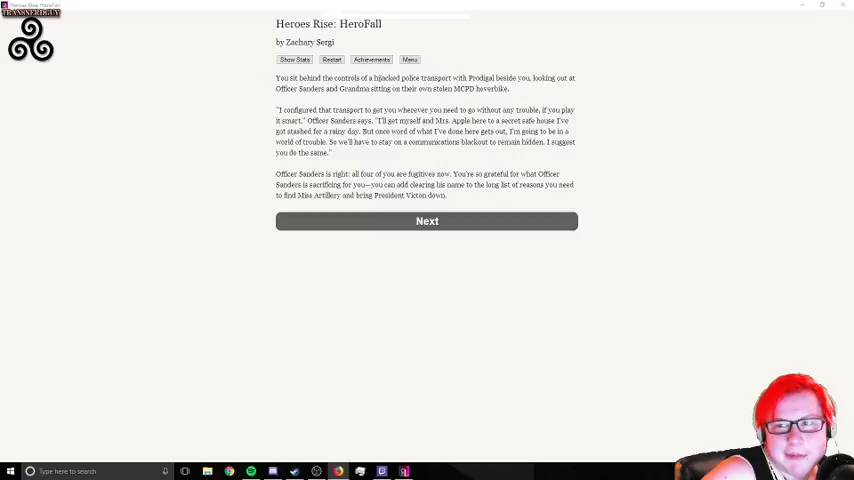 Heroes Rise: HeroFall
TRANSNERDGUY
Heroes Rise: HeroFall
by Zachary Sergi
Show Stats Restart Achievements Menu
You sit behind the controls of a hijacked police transport with Prodigal beside you, looking out at
Officer Sanders and Grandma sitting on their own stolen MCPD hoverbike.
"I configured that transport to get you wherever you need to go without any trouble, if you play
it smart," Officer Sanders says. "I'll get myself and Mrs. Apple here to a secret safe house I've
got stashed for a rainy day. But once word of what I've done here gets out, I'm going to be in a
world of trouble. So we'll have to stay on a communications blackout to remain hidden. I suggest
you do the same."
Officer Sanders is right: all four of you are fugitives now. You're so grateful for what Officer
Sanders is sacrificing for you—you can add clearing his name to the long list of reasons you need
to find Miss Artillery and bring President Victon down.
Next
Type here to search